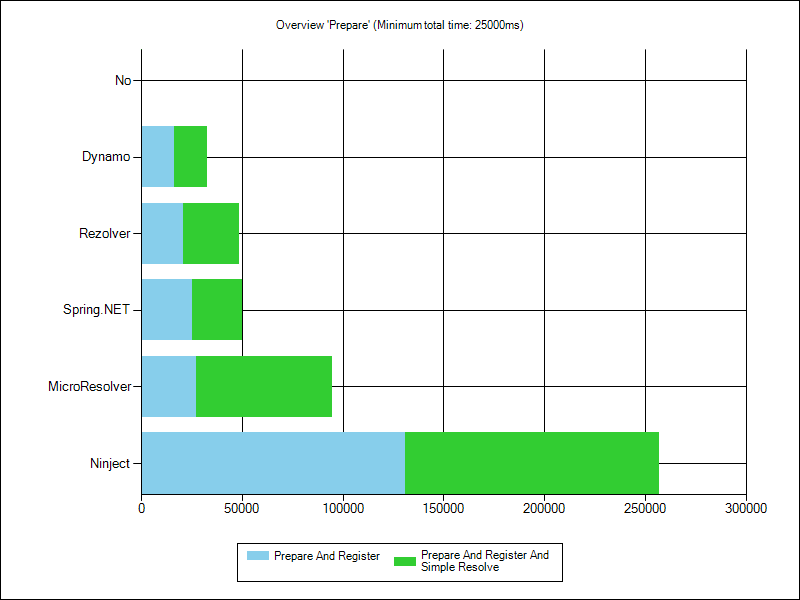 Overview 'Prepare' (Minimum total time: 25000ms)
No
Dynamo
Rezolver
Spring.NET
MicroResolver
Ninject
0 50000 100000 150000 200000 250000 300000
Prepare And Register
Prepare And Register And
Simple Resolve